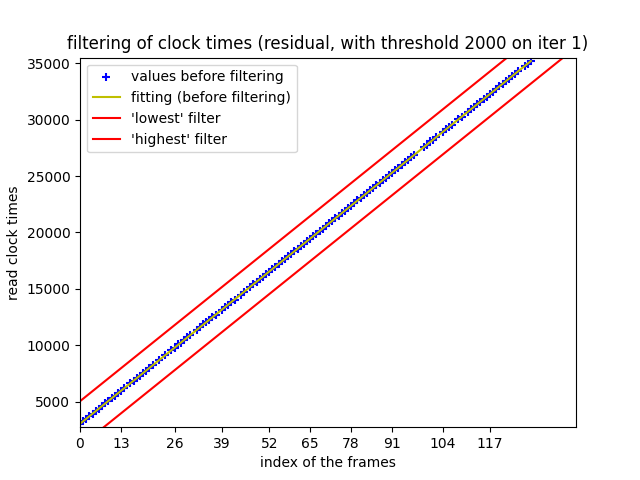 filtering of clock times (residual, with threshold 2000 on iter 1)
35000
30000
25000
20000
15000
10000
5000
read clock times
values before filtering
fitting (before filtering)
'lowest' filter
'highest' filter
0 13 26 39 52 65 78 91 104 117
index of the frames